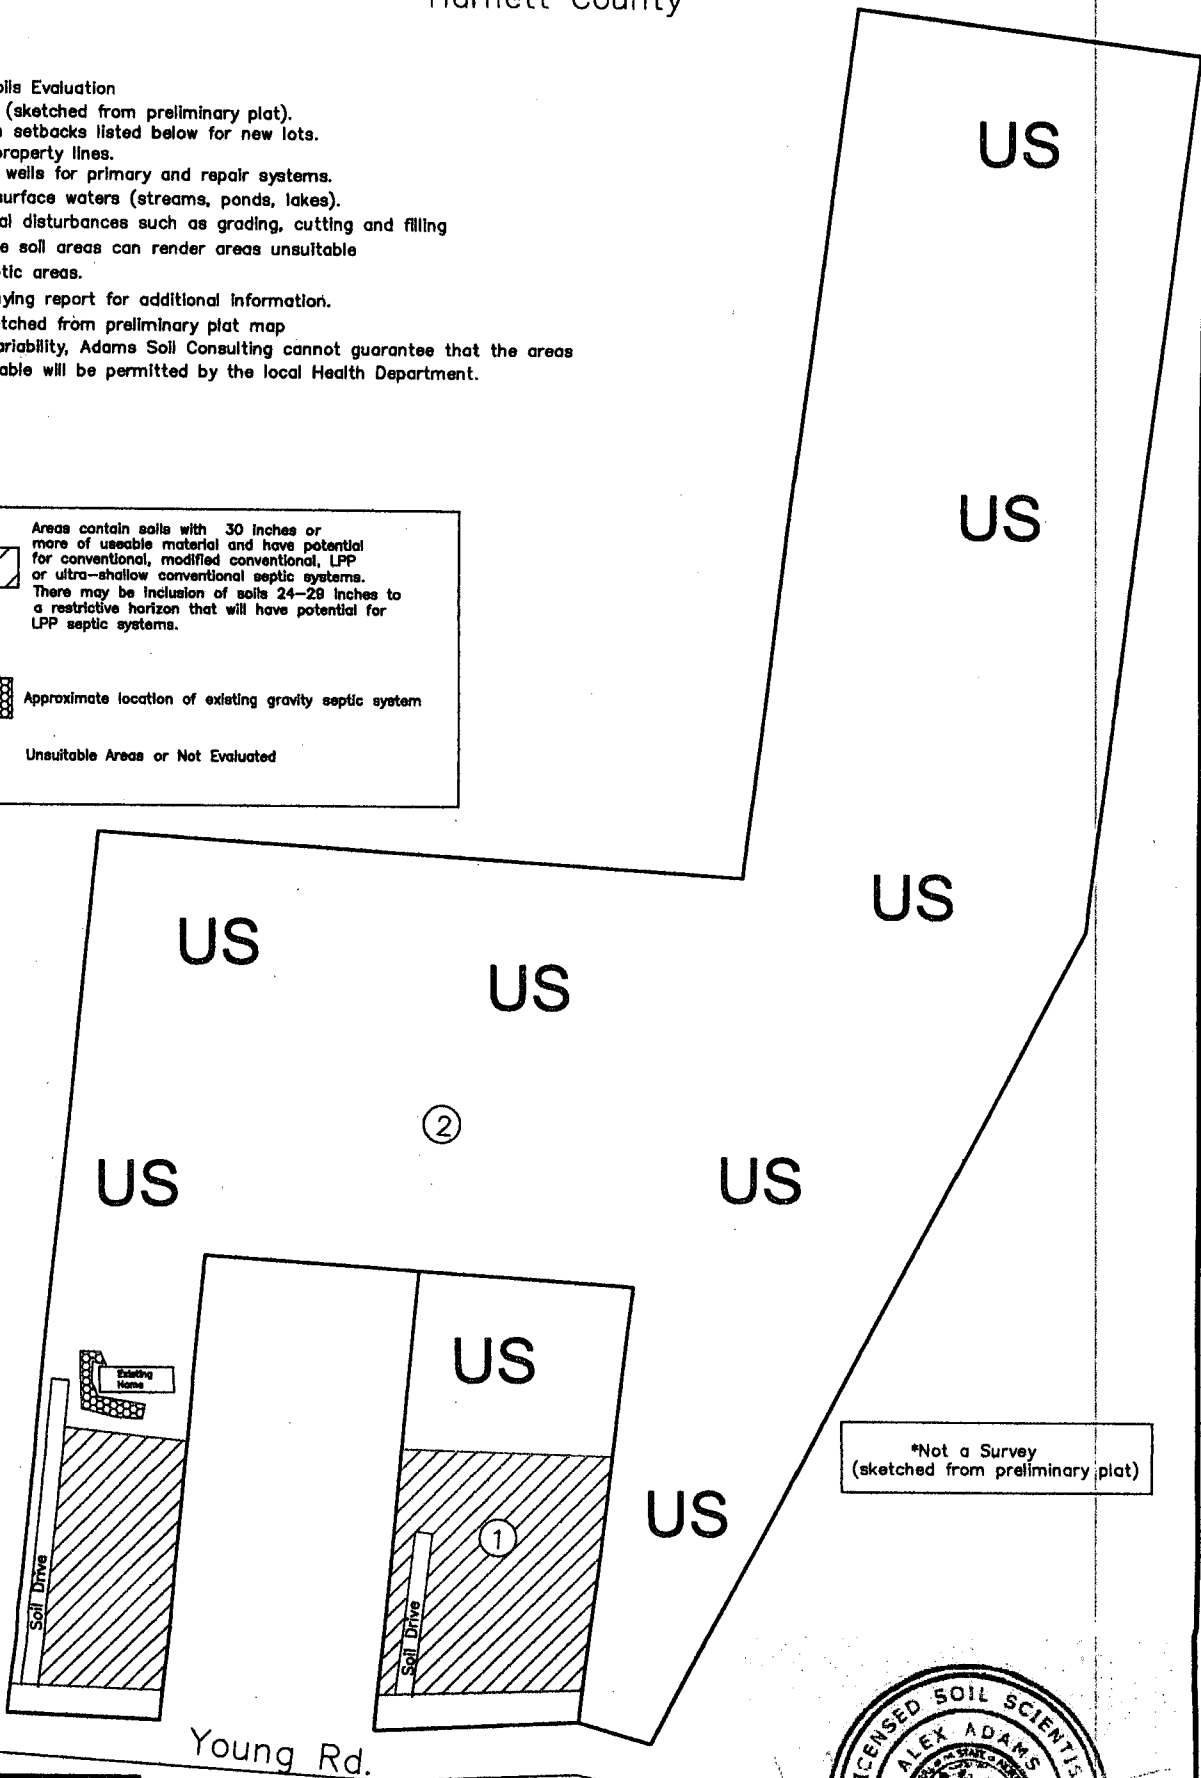 Harnett County
oils Evaluation
(sketched from preliminary plat).
setbacks listed below for new lots.
property lines.
wells for primary and repair systems.
surface waters (streams, ponds, lakes).
al disturbances such as grading, cutting and filling
e soil areas can render areas unsuitable
tic areas.
ying report for additional information.
tched from preliminary plat map
ariability, Adams Soil Consulting cannot guarantee that the areas
able will be permitted by the local Health Department.
Areas contain soils with 30 inches or
more of useable material and have potential
for conventional, modified conventional, LPP
or ultra-shallow conventional septic systems.
There may be inclusion of soils 24-29 inches to
a restrictive horizon that will have potential for
LPP septic systems.
Approximate location of existing gravity septic system
Unsuitable Areas or Not Evaluated
US
US
US
US
US
2
US
US
US
Existing
Home
*Not a Survey
(sketched from preliminary plat)
US
1
Soil Drive
Soil Drive
Young Rd.
ICENSED SOIL SCIENTIS
ALEX ADAMS